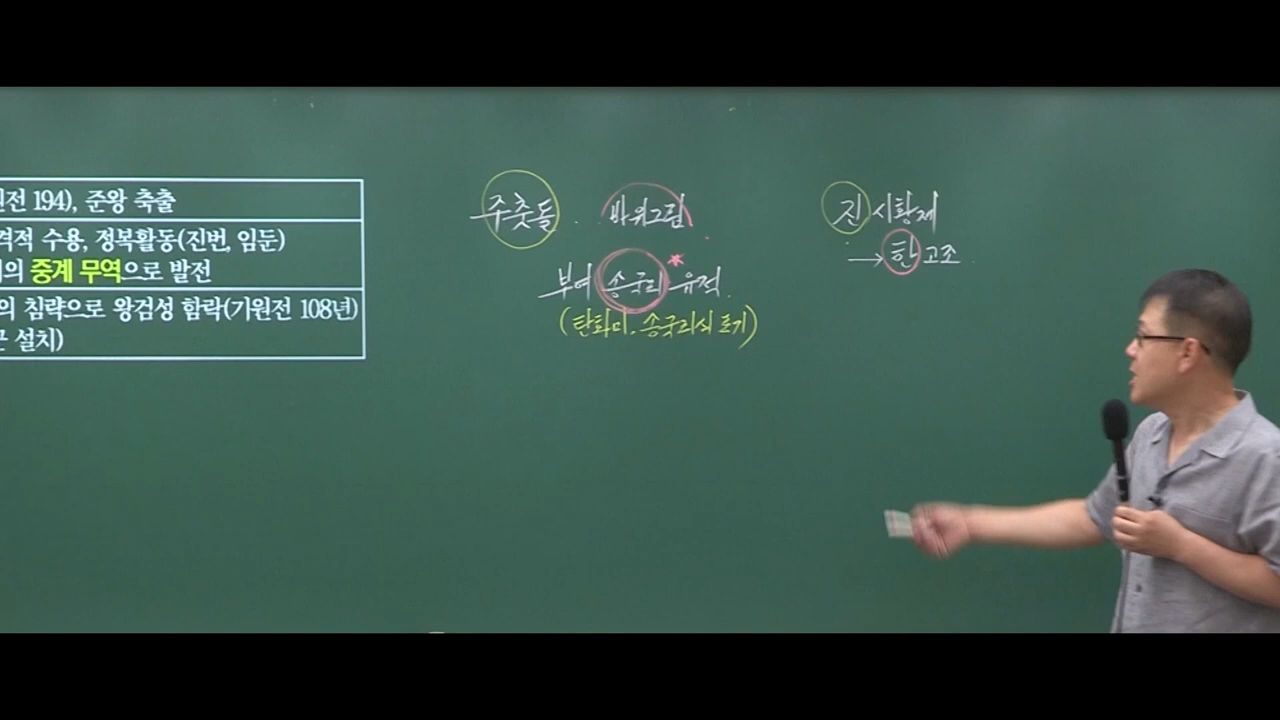 원전 194), 준왕 축출
격적 수용, 정복활동(진번, 임둔)
의 중계 무역으로 발전
의 침략으로 왕검성 함락(기원전 108년)
군 설치)
주춧돌. 바위그림
부여 송국리 유적.
(탄화미, 송국리식 토기)
진시황제
→ 한고조.